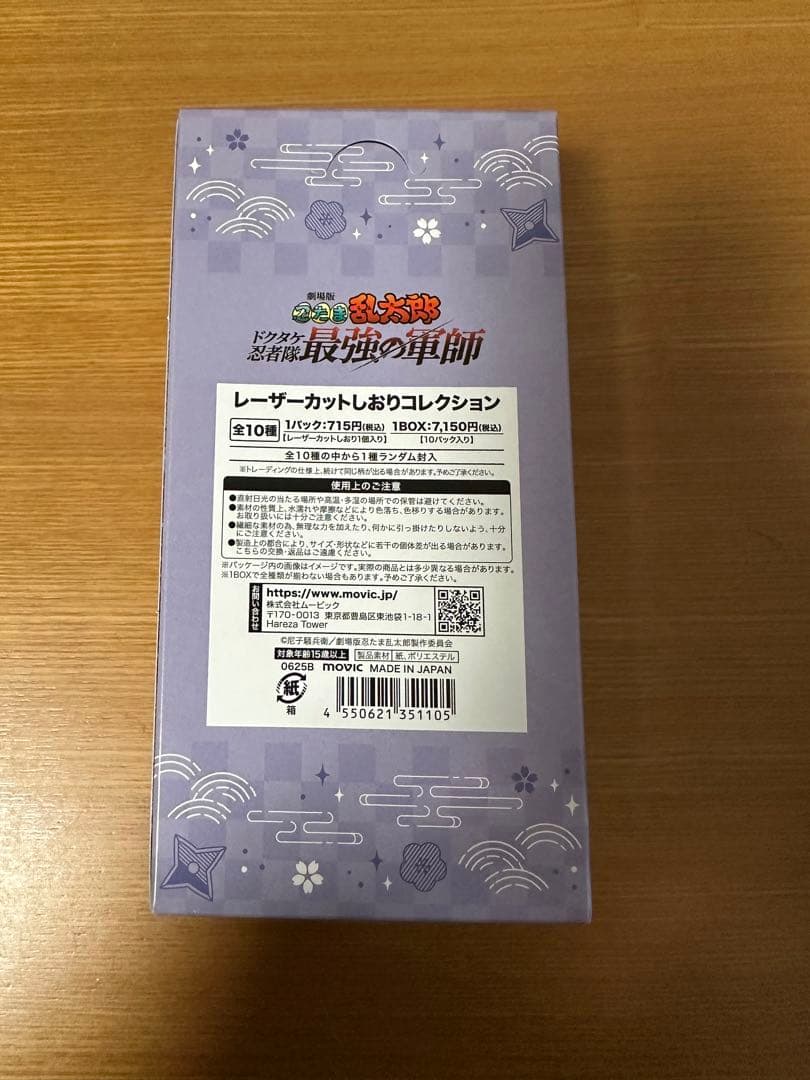 劇場版
忍たま乱太郎
ドクタケ忍者隊 最強の軍師
レーザーカットしおりコレクション
全10種 1パック:715円(税込) 1BOX:7,150円(税込)
【レーザーカットしおり1個入り】 【10パック入り】
全10種の中から1種ランダム封入
※トレーディングの仕様上、続けて同じ柄が出る場合があります。予めご了承ください。
使用上のご注意
●直射日光の当たる場所や高温・多湿の場所での保管は避けてください。
●素材の性質上、水濡れや摩擦などにより色落ち、色移りする場合があります。
お取り扱いには十分ご注意ください。
●繊細な素材の為、無理な力を加えたり、何かに引っ掛けたりしないよう、十分
にご注意ください。
●製造上の都合により、サイズ・形状などに若干の個体差が出る場合があります。
こちらの交換・返品はご遠慮ください。
※パッケージ内の画像はイメージです。実際の商品とは多少異なる場合があります。
※1BOXで全種類が揃わない場合もあります。予めご了承ください。
お問い合わせ
https://www.movic.jp/
株式会社ムービック
〒170-0013 東京都豊島区東池袋1-18-1
Hareza Tower
©尼子騒兵衛/劇場版忍たま乱太郎製作委員会
対象年齢15歳以上 製品素材 紙、ポリエステル
0625B movic MADE IN JAPAN
紙
箱
4 550621 351105